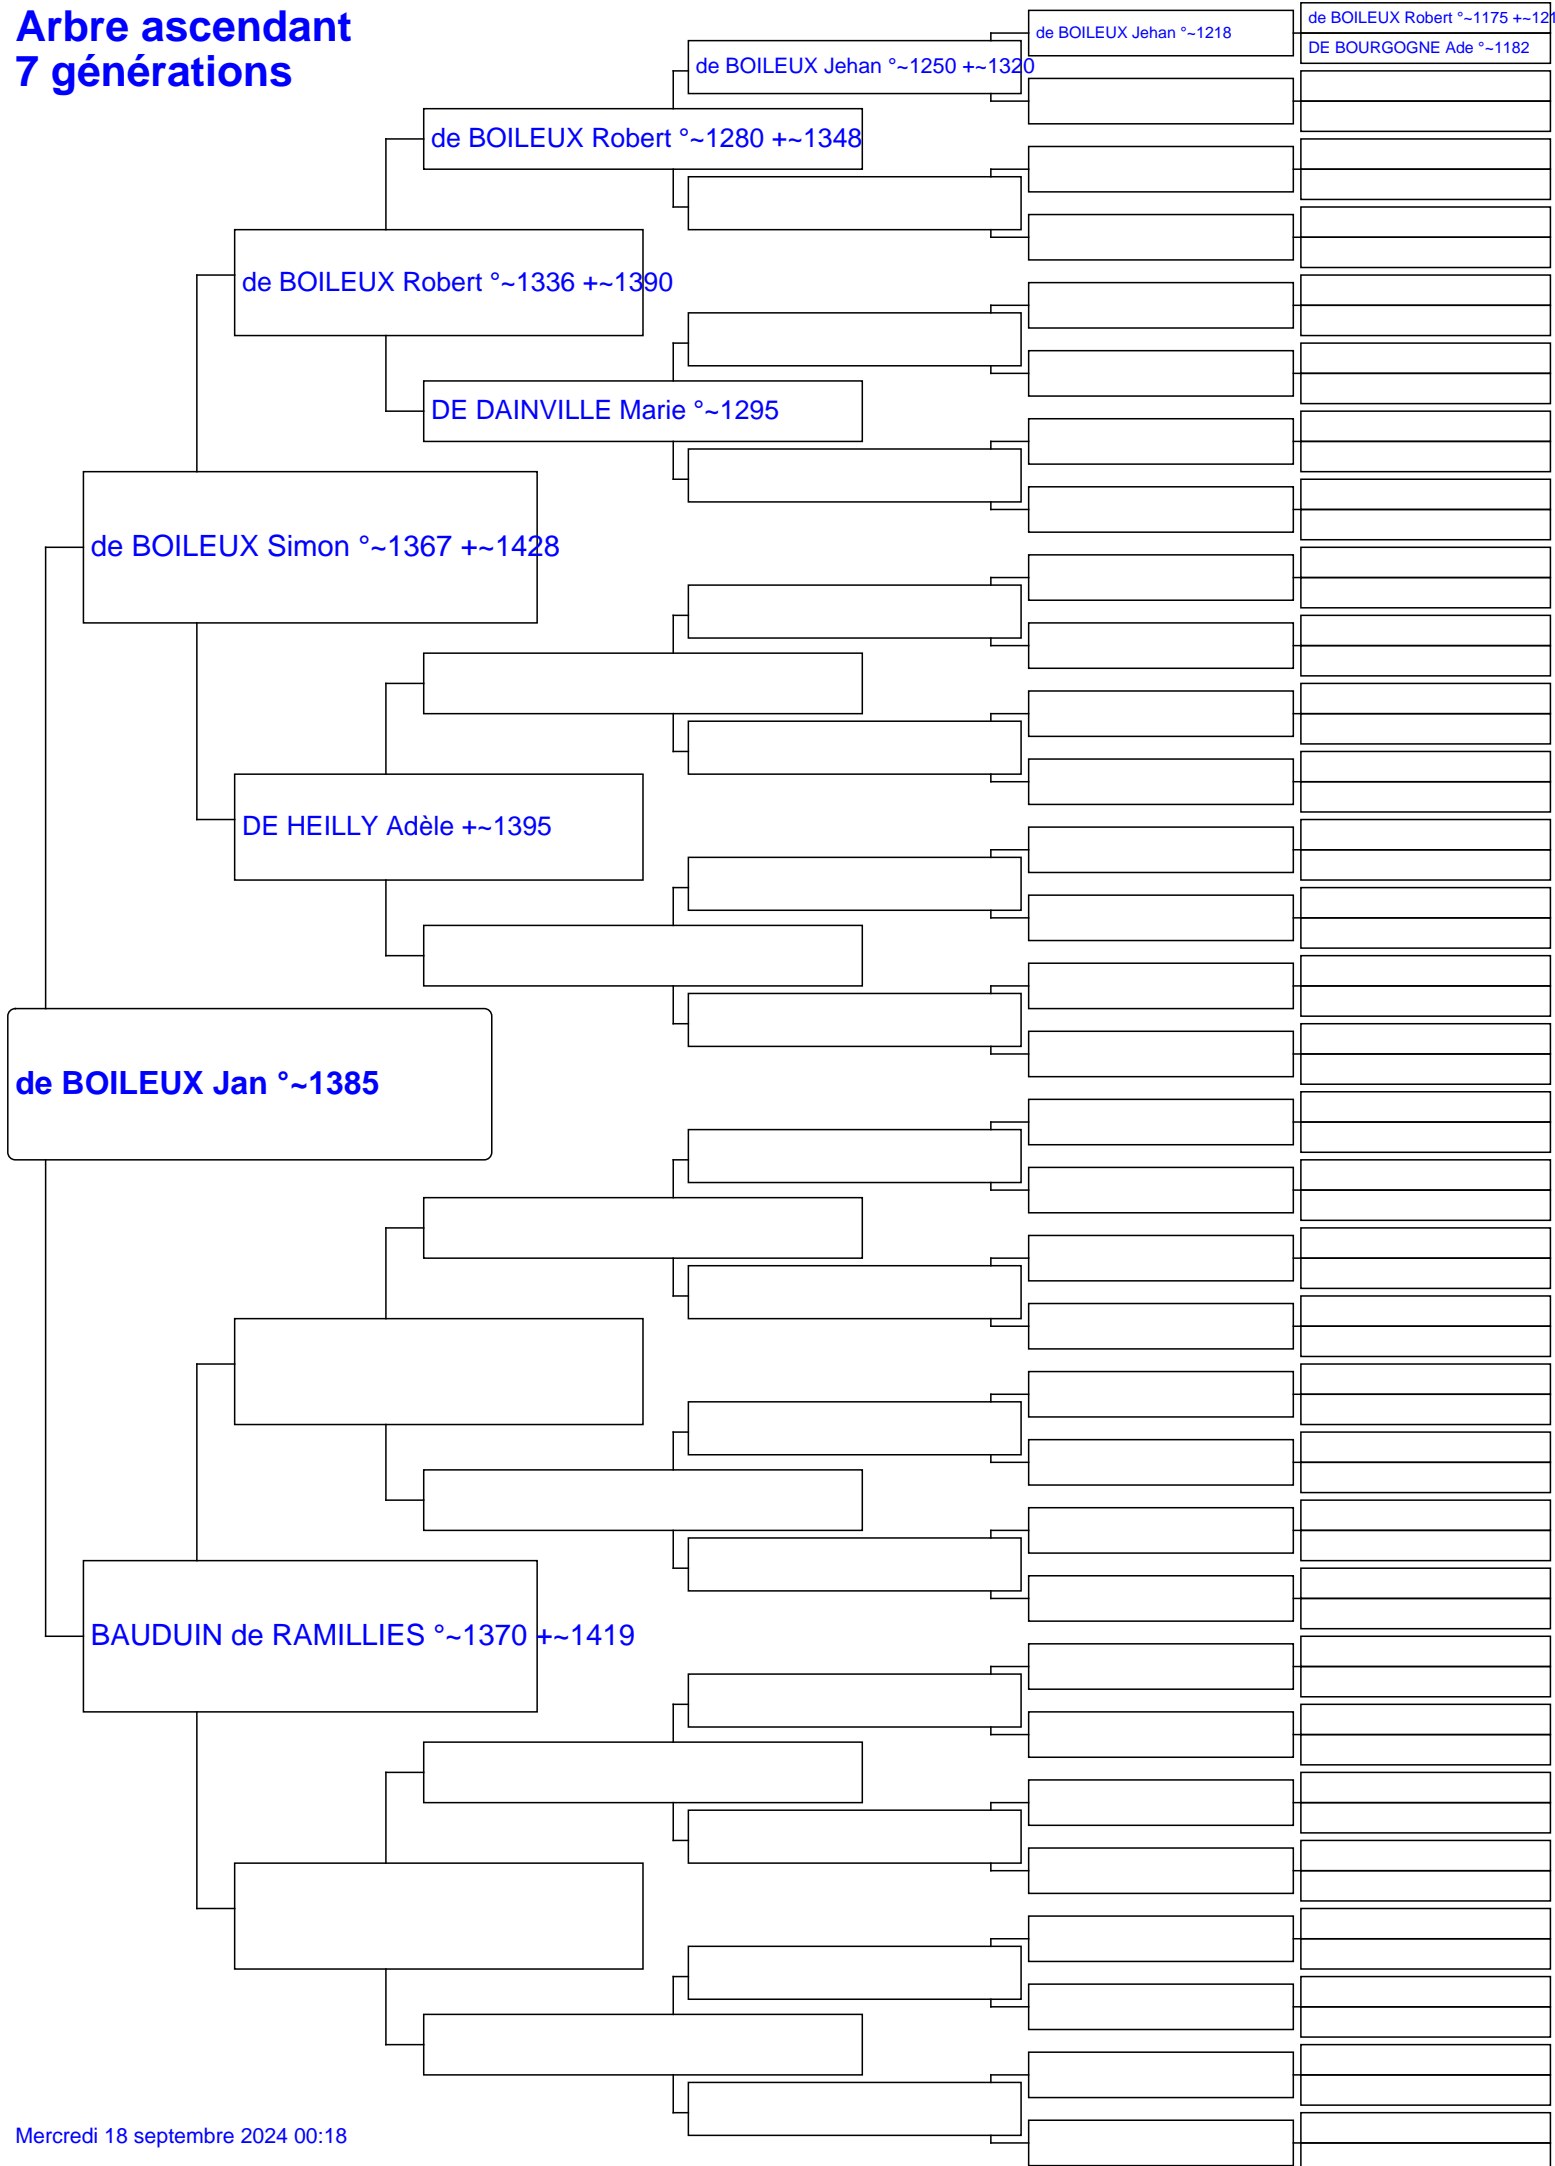 Arbre ascendant
7 générations
de BOILEUX Robert °~1175 +~121
DE BOURGOGNE Ade °~1182
de BOILEUX Jehan °~1218
de BOILEUX Jehan °~1250 +~1320
de BOILEUX Robert °~1280 +~1348
de BOILEUX Robert °~1336 +~1390
DE DAINVILLE Marie °~1295
de BOILEUX Simon °~1367 +~1428
DE HEILLY Adèle +~1395
de BOILEUX Jan °~1385
BAUDUIN de RAMILLIES °~1370 +~1419
Mercredi 18 septembre 2024 00:18